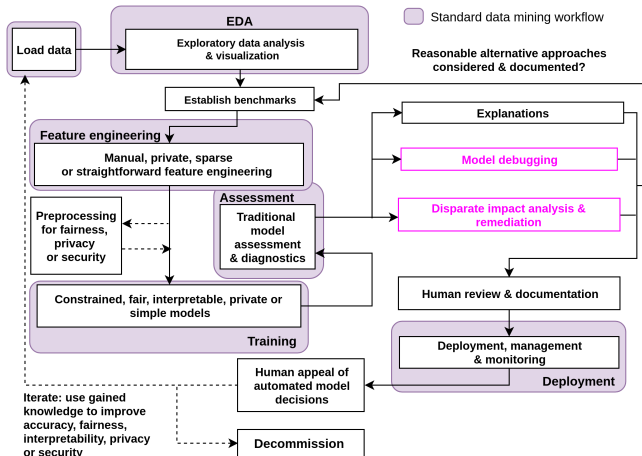 EDA
Standard data mining workflow
Load data
Exploratory data analysis
& visualization
Reasonable alternative approaches
considered & documented?
Establish benchmarks
Explanations
Feature engineering
Manual, private, sparse
or straightforward feature engineering
Model debugging
Assessment
Traditional
model
assessment
& diagnostics
Disparate impact analysis &
remediation
Preprocessing
for fairness,
privacy
or security
Constrained, fair, interpretable, private or
simple models
Training
Human review & documentation
Deployment, management
& monitoring
Deployment
Human appeal of
automated model
decisions
Iterate: use gained
knowledge to improve
accuracy, fairness,
interpretability, privacy
or security
Decommission